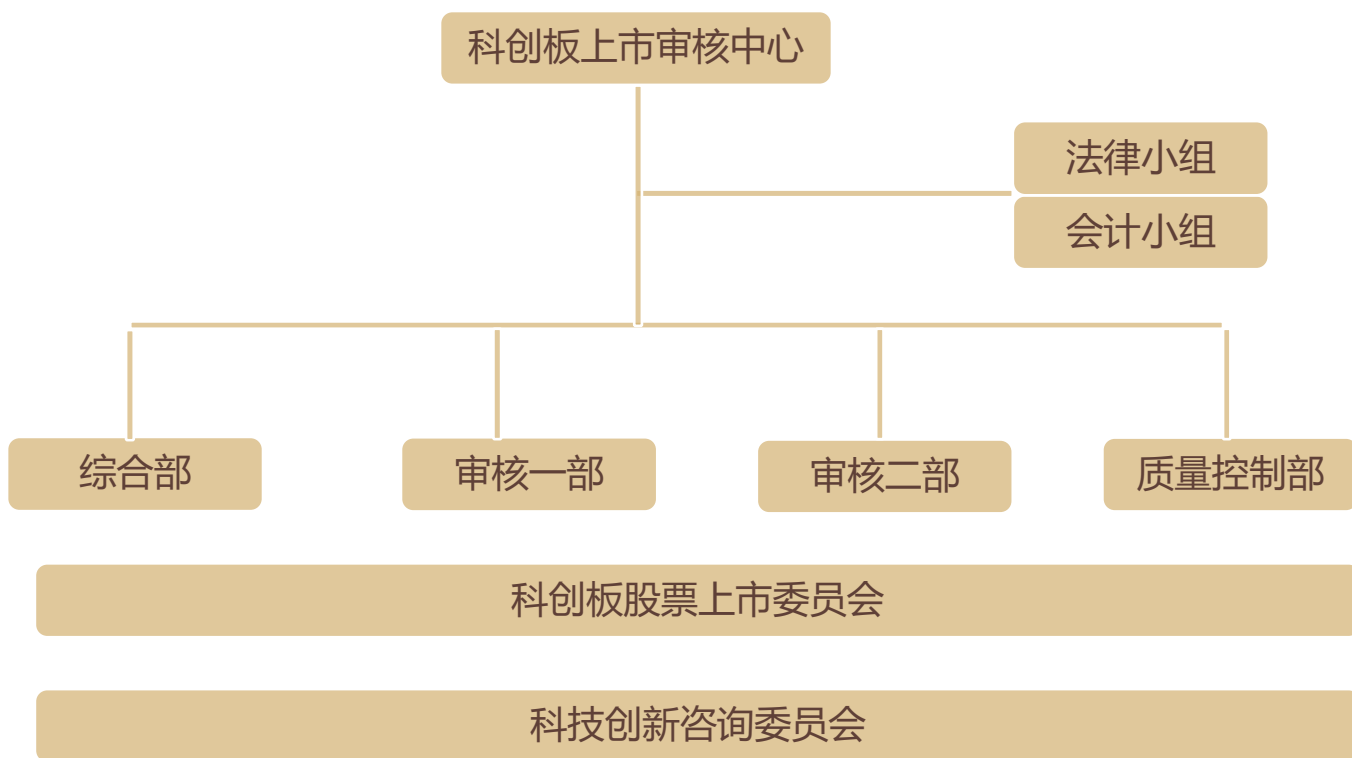 科创板上市审核中心
法律小组
会计小组
综合部
审核一部
审核二部
质量控制部
科创板股票上市委员会
科技创新咨询委员会